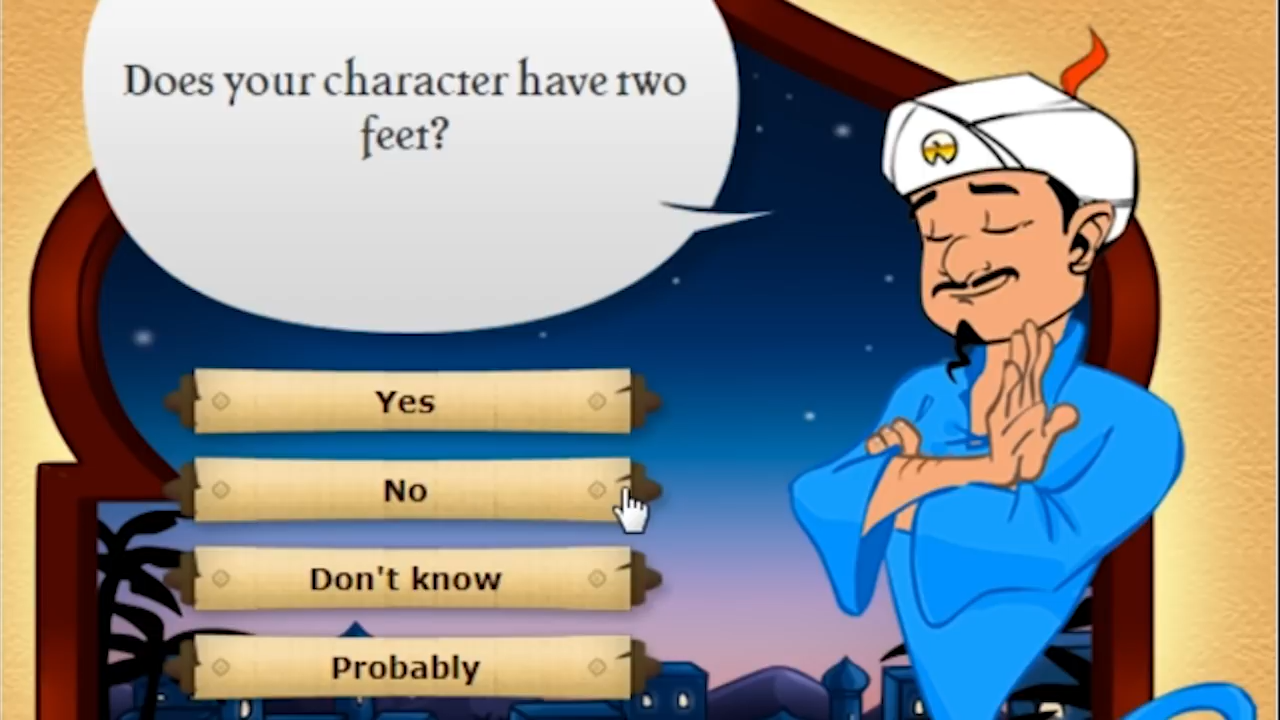 Does your character have two
feet?
Yes
No
Don't know
Probably